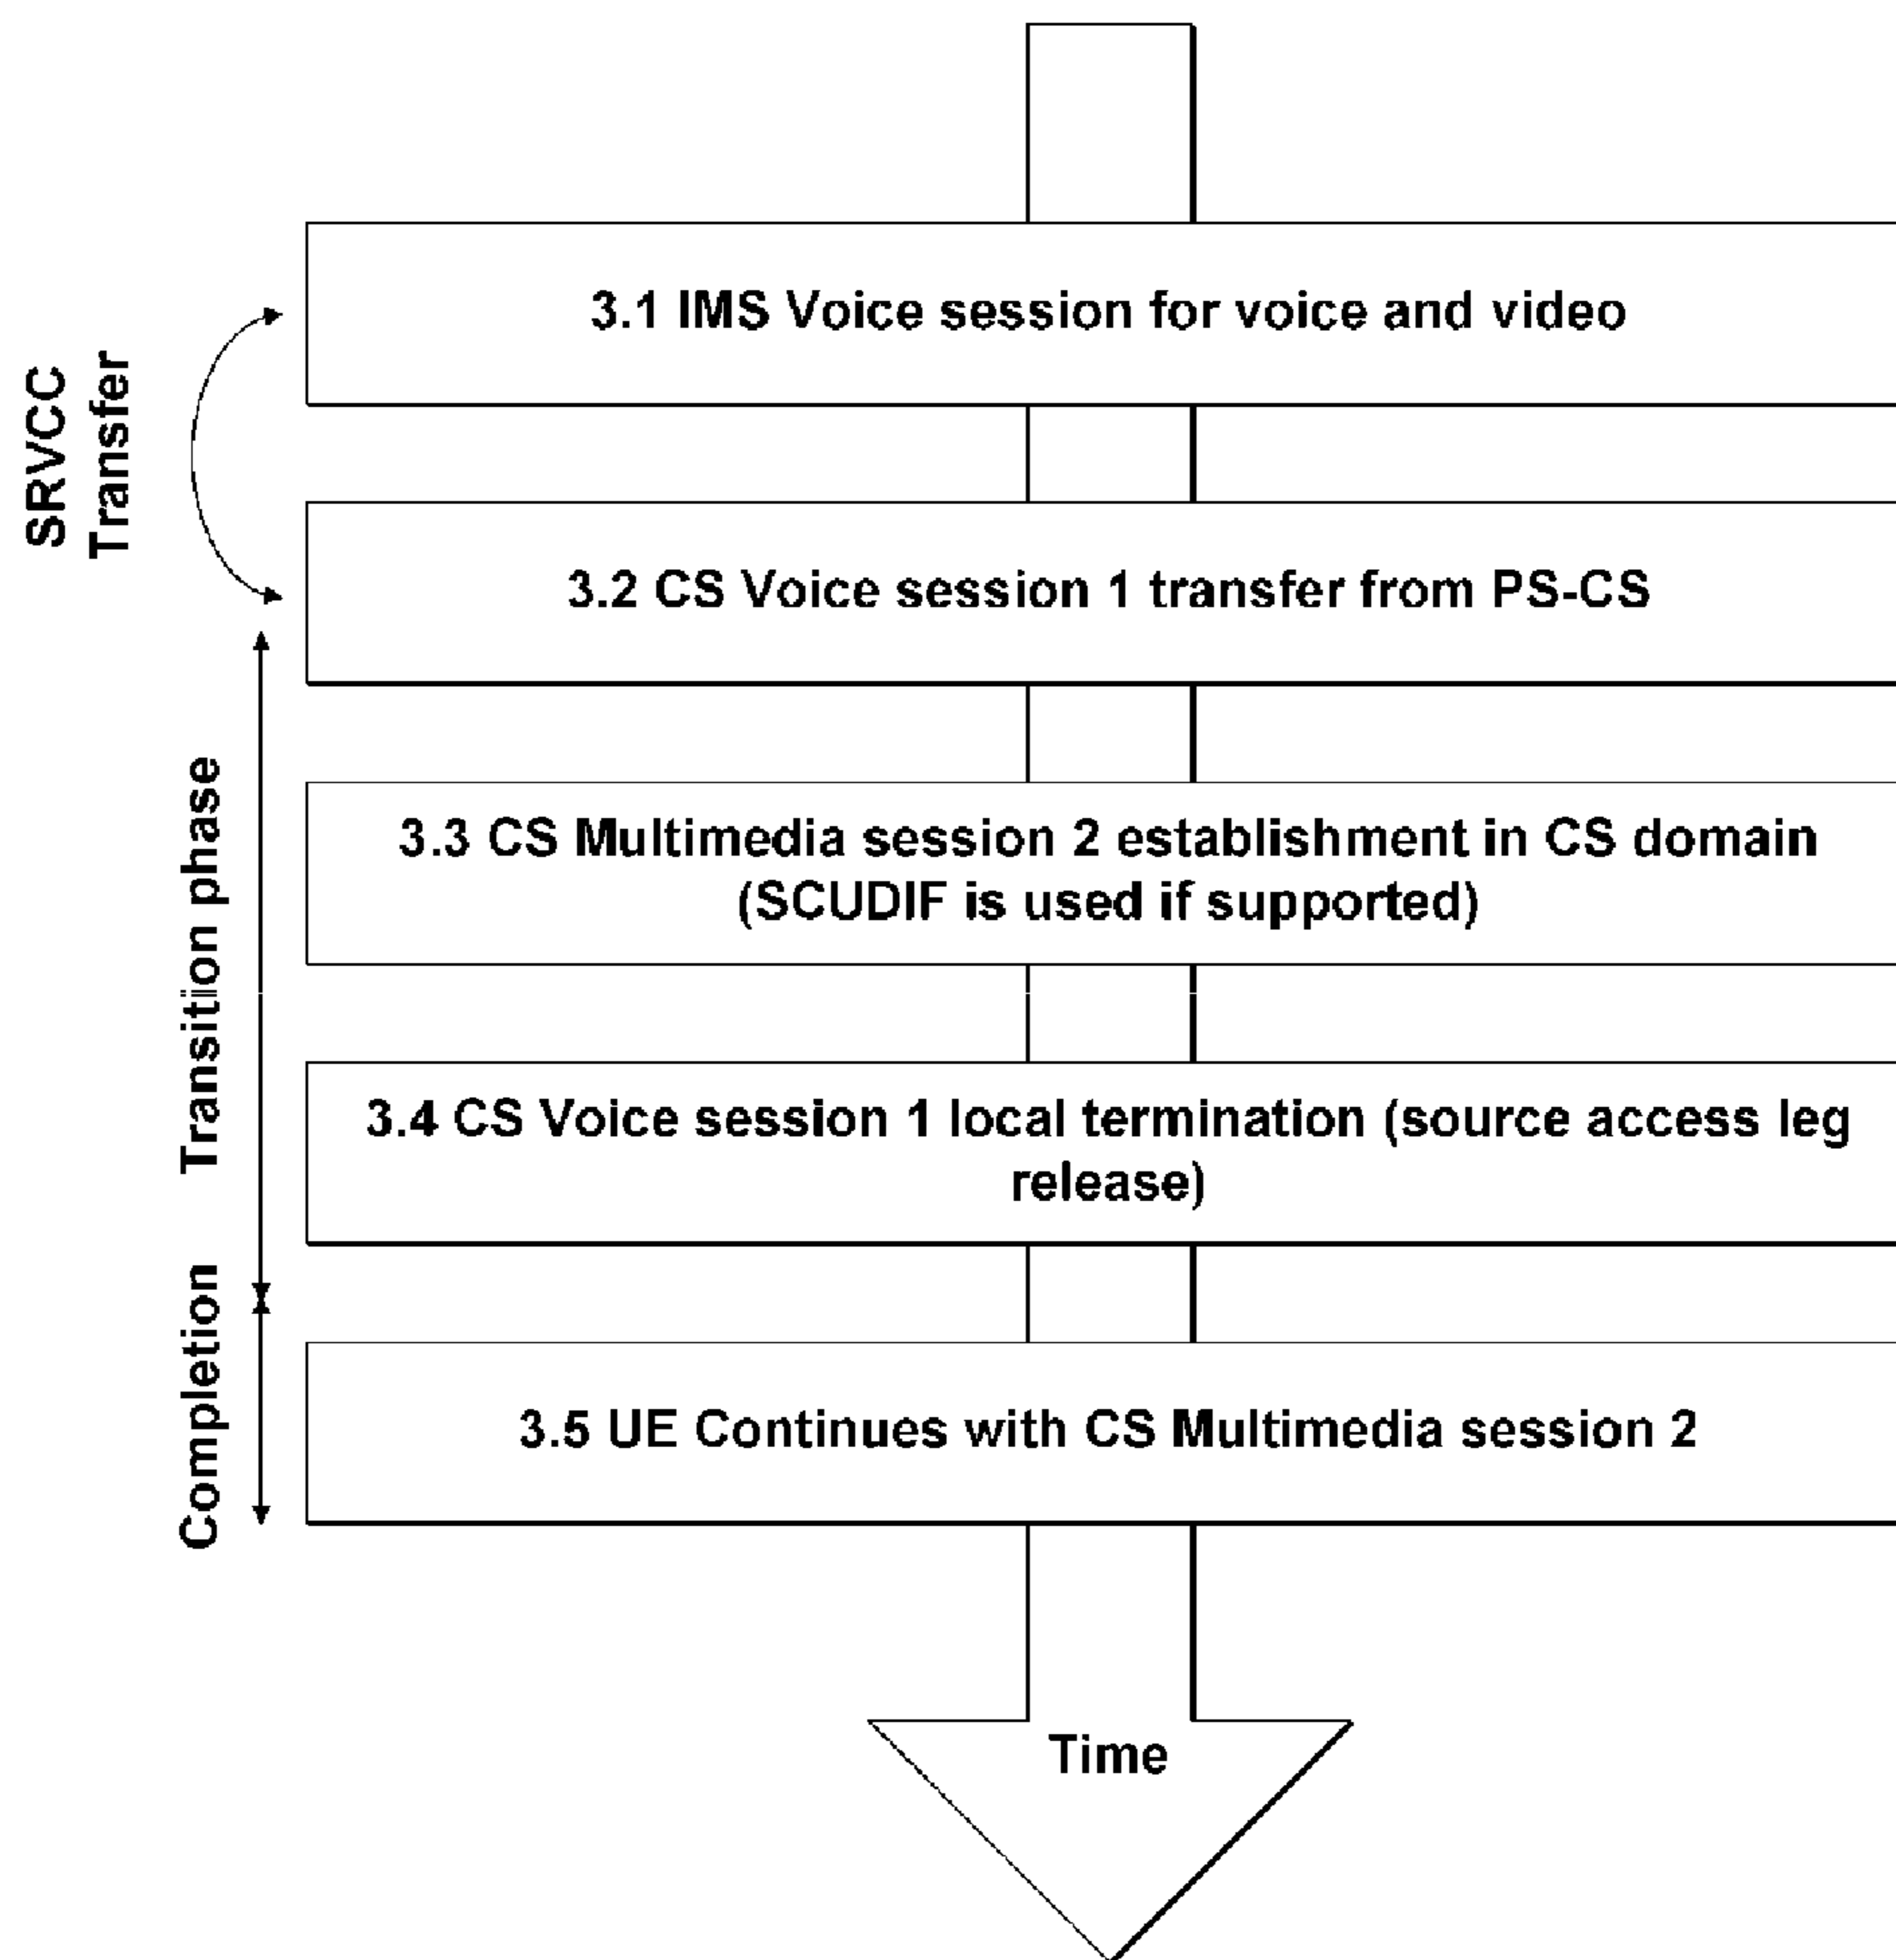 SRVCC
Transfer
3.1 IMS Voice session for voice and video
3.2 CS Voice session 1 transfer from PS-CS
Transition phase
3.3 CS Multimedia session 2 establishment in CS domain
(SCUDIF is used if supported)
3.4 CS Voice session 1 local termination (source access leg
release)
Completion
3.5 UE Continues with CS Multimedia session 2
Time